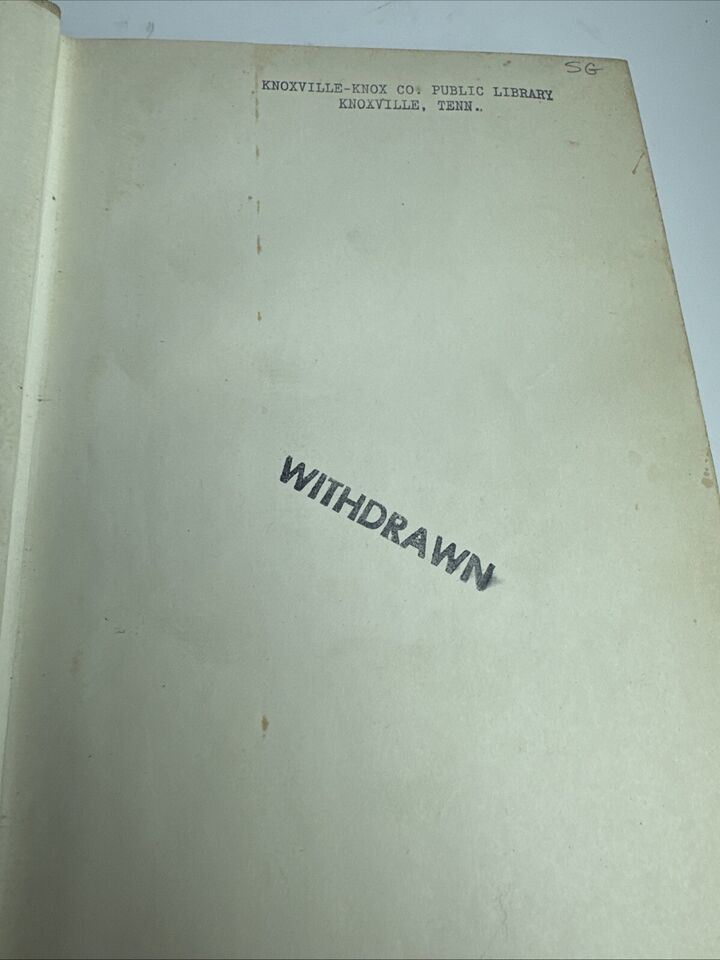 SG
KNOXVILLE-KNOX CO. PUBLIC LIBRARY
KNOXVILLE, TENN.
WITHDRAWN